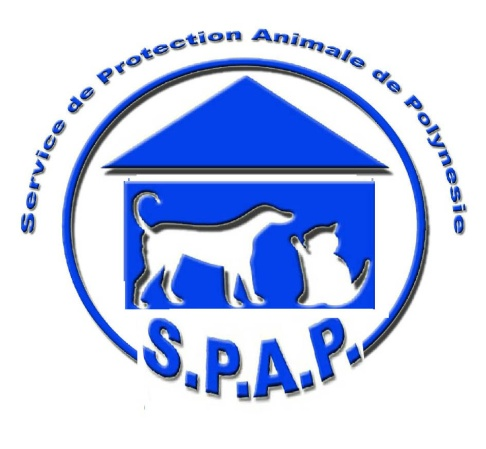 Service de Protection Animale de Polynesie
S.P.A.P.